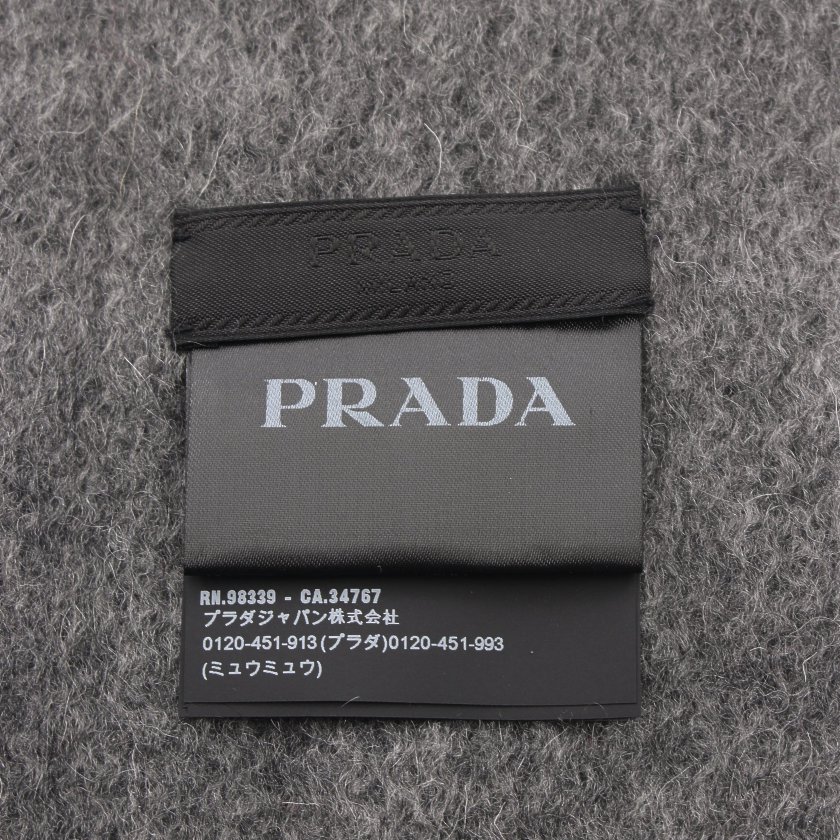 PRADA
MILANO
PRADA
RN.98339 - CA.34767
プラダジャパン株式会社
0120-451-913(プラダ)0120-451-993
(ミュウミュウ)